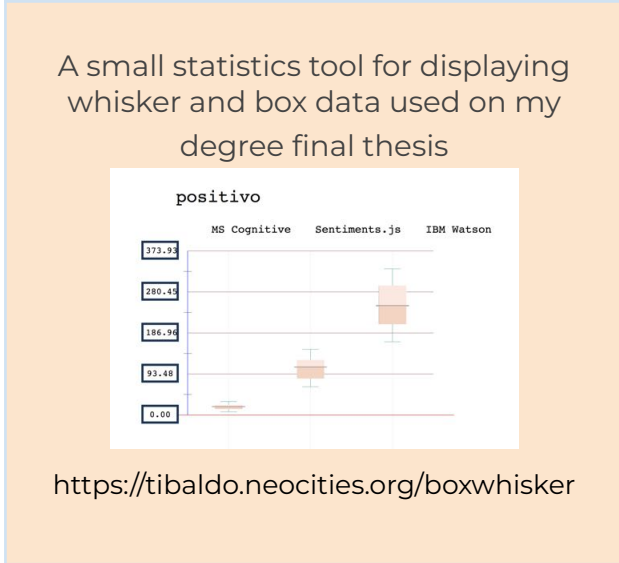 A small statistics tool for displaying
whisker and box data used on my
degree final thesis
positivo
MS Cognitive Sentiments.js IBM Watson
373.93
280.45
186.96
93.48
0.00
https://tibaldo.neocities.org/boxwhisker